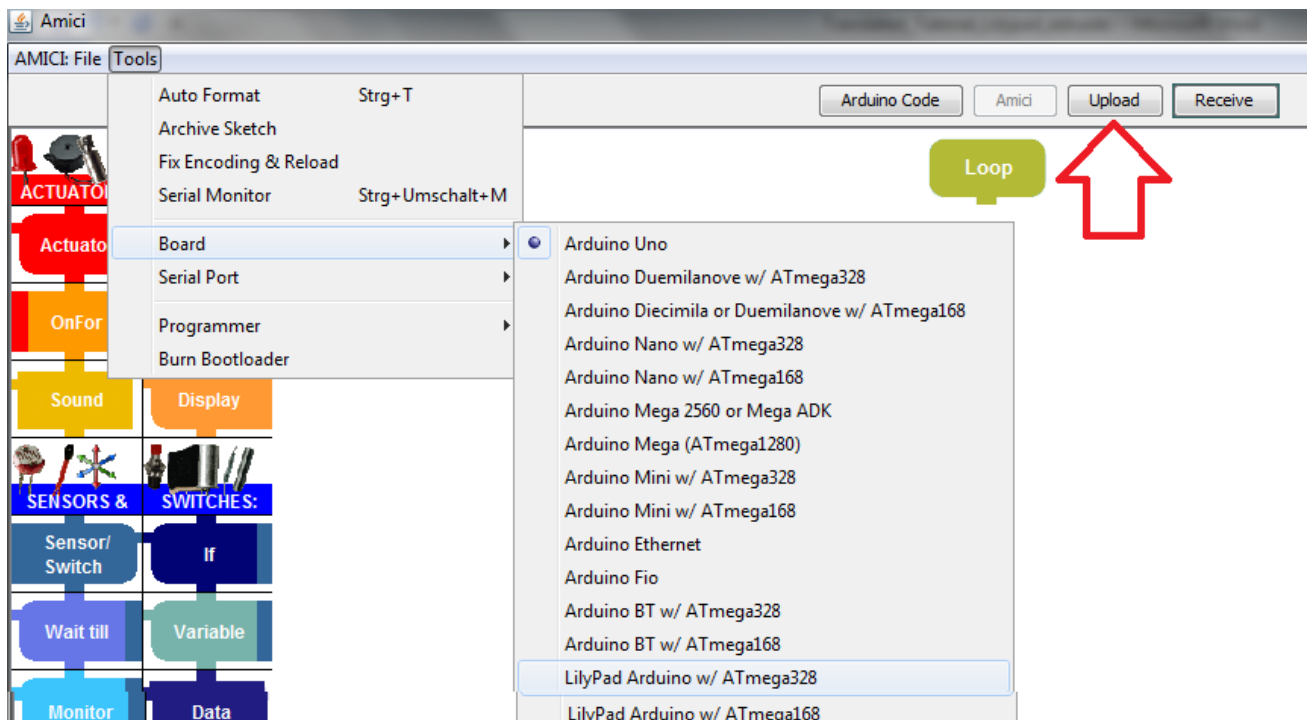 Amici
AMICI: File Tools
Auto Format Strg+T
Archive Sketch
Fix Encoding & Reload
Serial Monitor Strg+Umschalt+M
Board
Serial Port
Programmer
Burn Bootloader
Arduino Code Amici Upload Receive
Loop
Arduino Uno
Arduino Duemilanove w/ ATmega328
Arduino Diecimila or Duemilanove w/ ATmega168
Arduino Nano w/ ATmega328
Arduino Nano w/ ATmega168
Arduino Mega 2560 or Mega ADK
Arduino Mega (ATmega1280)
Arduino Mini w/ ATmega328
Arduino Mini w/ ATmega168
Arduino Ethernet
Arduino Fio
Arduino BT w/ ATmega328
Arduino BT w/ ATmega168
LilyPad Arduino w/ ATmega328
LilyPad Arduino w/ ATmega168
ACTUATO
Actuato
OnFor
Sound Display
SENSORS & SWITCHES:
Sensor/
Switch
If
Wait till Variable
Monitor Data